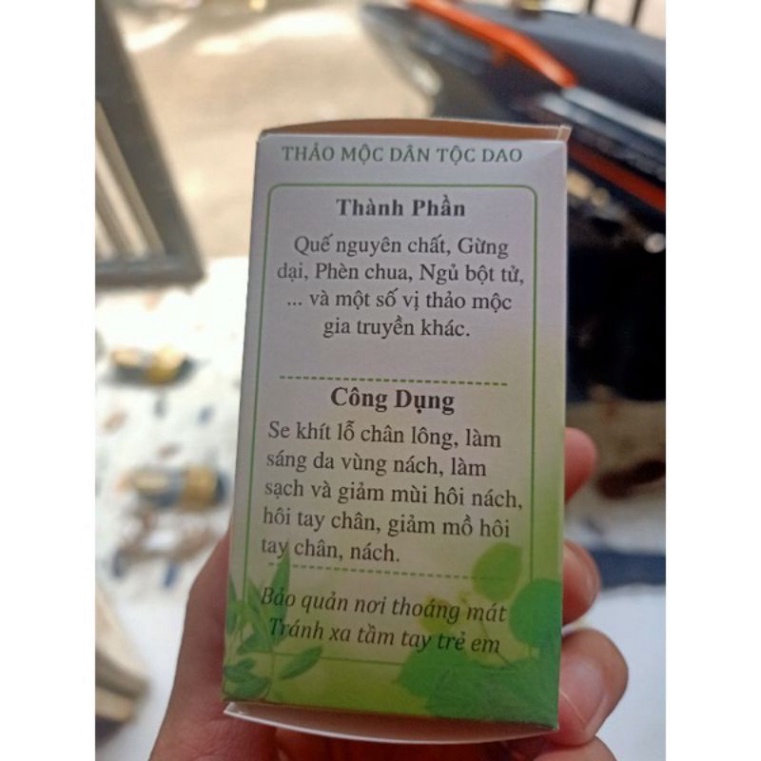 THẢO MỘC DÂN TỘC DAO
Thành Phần
Quế nguyên chất, Gừng
dại, Phèn chua, Ngủ bột tử,
... và một số vị thảo mộc
gia truyền khác.
Công Dụng
Se khít lỗ chân lông, làm
sáng da vùng nách, làm
sạch và giảm mùi hôi nách,
hôi tay chân, giảm mồ hôi
tay chân, nách.
Bảo quản nơi thoáng mát
Tránh xa tầm tay trẻ em